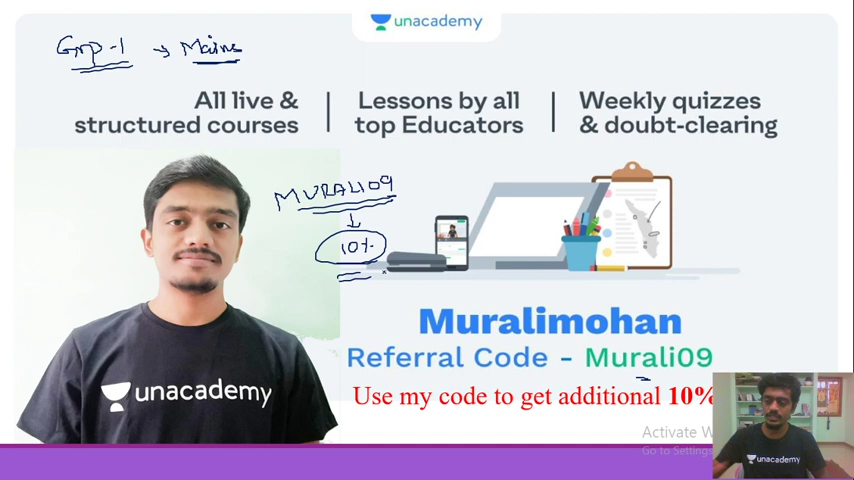 unacademy
Grp-1 → Mains
All live & structured courses
Lessons by all top Educators
Weekly quizzes & doubt-clearing
MURALI09
10%
unacademy
Muralimohan
Referral Code - Murali09
Use my code to get additional 10%
Activate W
Go to Settings
unacademy